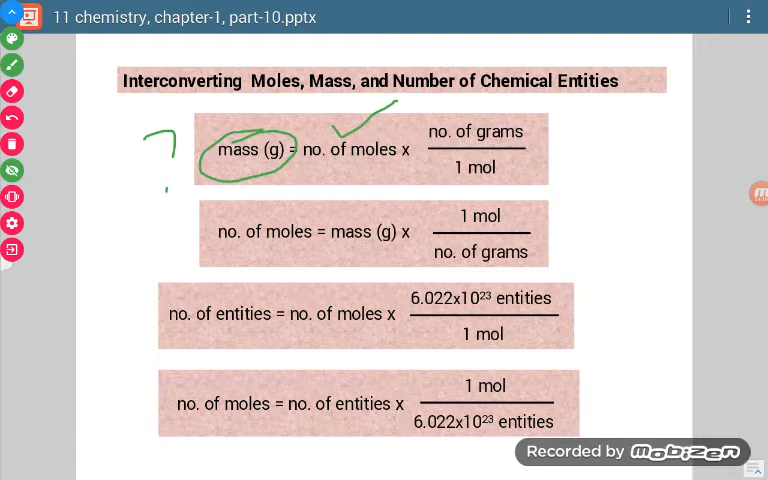 11 chemistry, chapter-1, part-10.pptx
Interconverting Moles, Mass, and Number of Chemical Entities
?
mass (g) = no. of moles x no. of grams
1 mol
no. of moles = mass (g) x 1 mol
no. of grams
no. of entities = no. of moles x 6.022x10²³ entities
1 mol
no. of moles = no. of entities x 1 mol
6.022x10²³ entities
Recorded by Mobizen